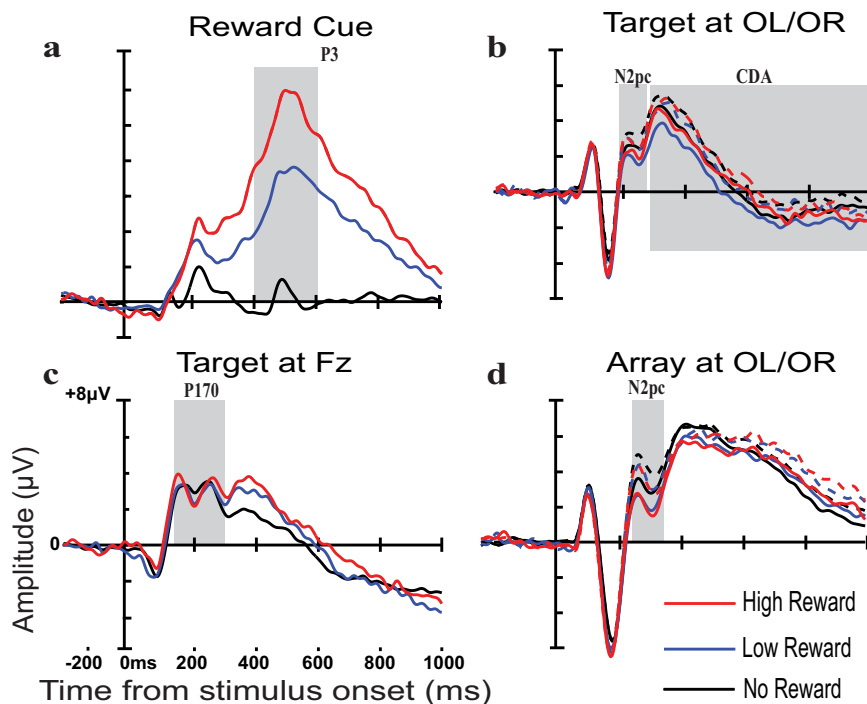 a
Reward Cue
P3
b
Target at OL/OR
N2pc
CDA
c
Target at Fz
P170
+8µV
0
Amplitude (µV)
-200 0ms 200 400 600 800 1000
Time from stimulus onset (ms)
d
Array at OL/OR
N2pc
High Reward
Low Reward
No Reward